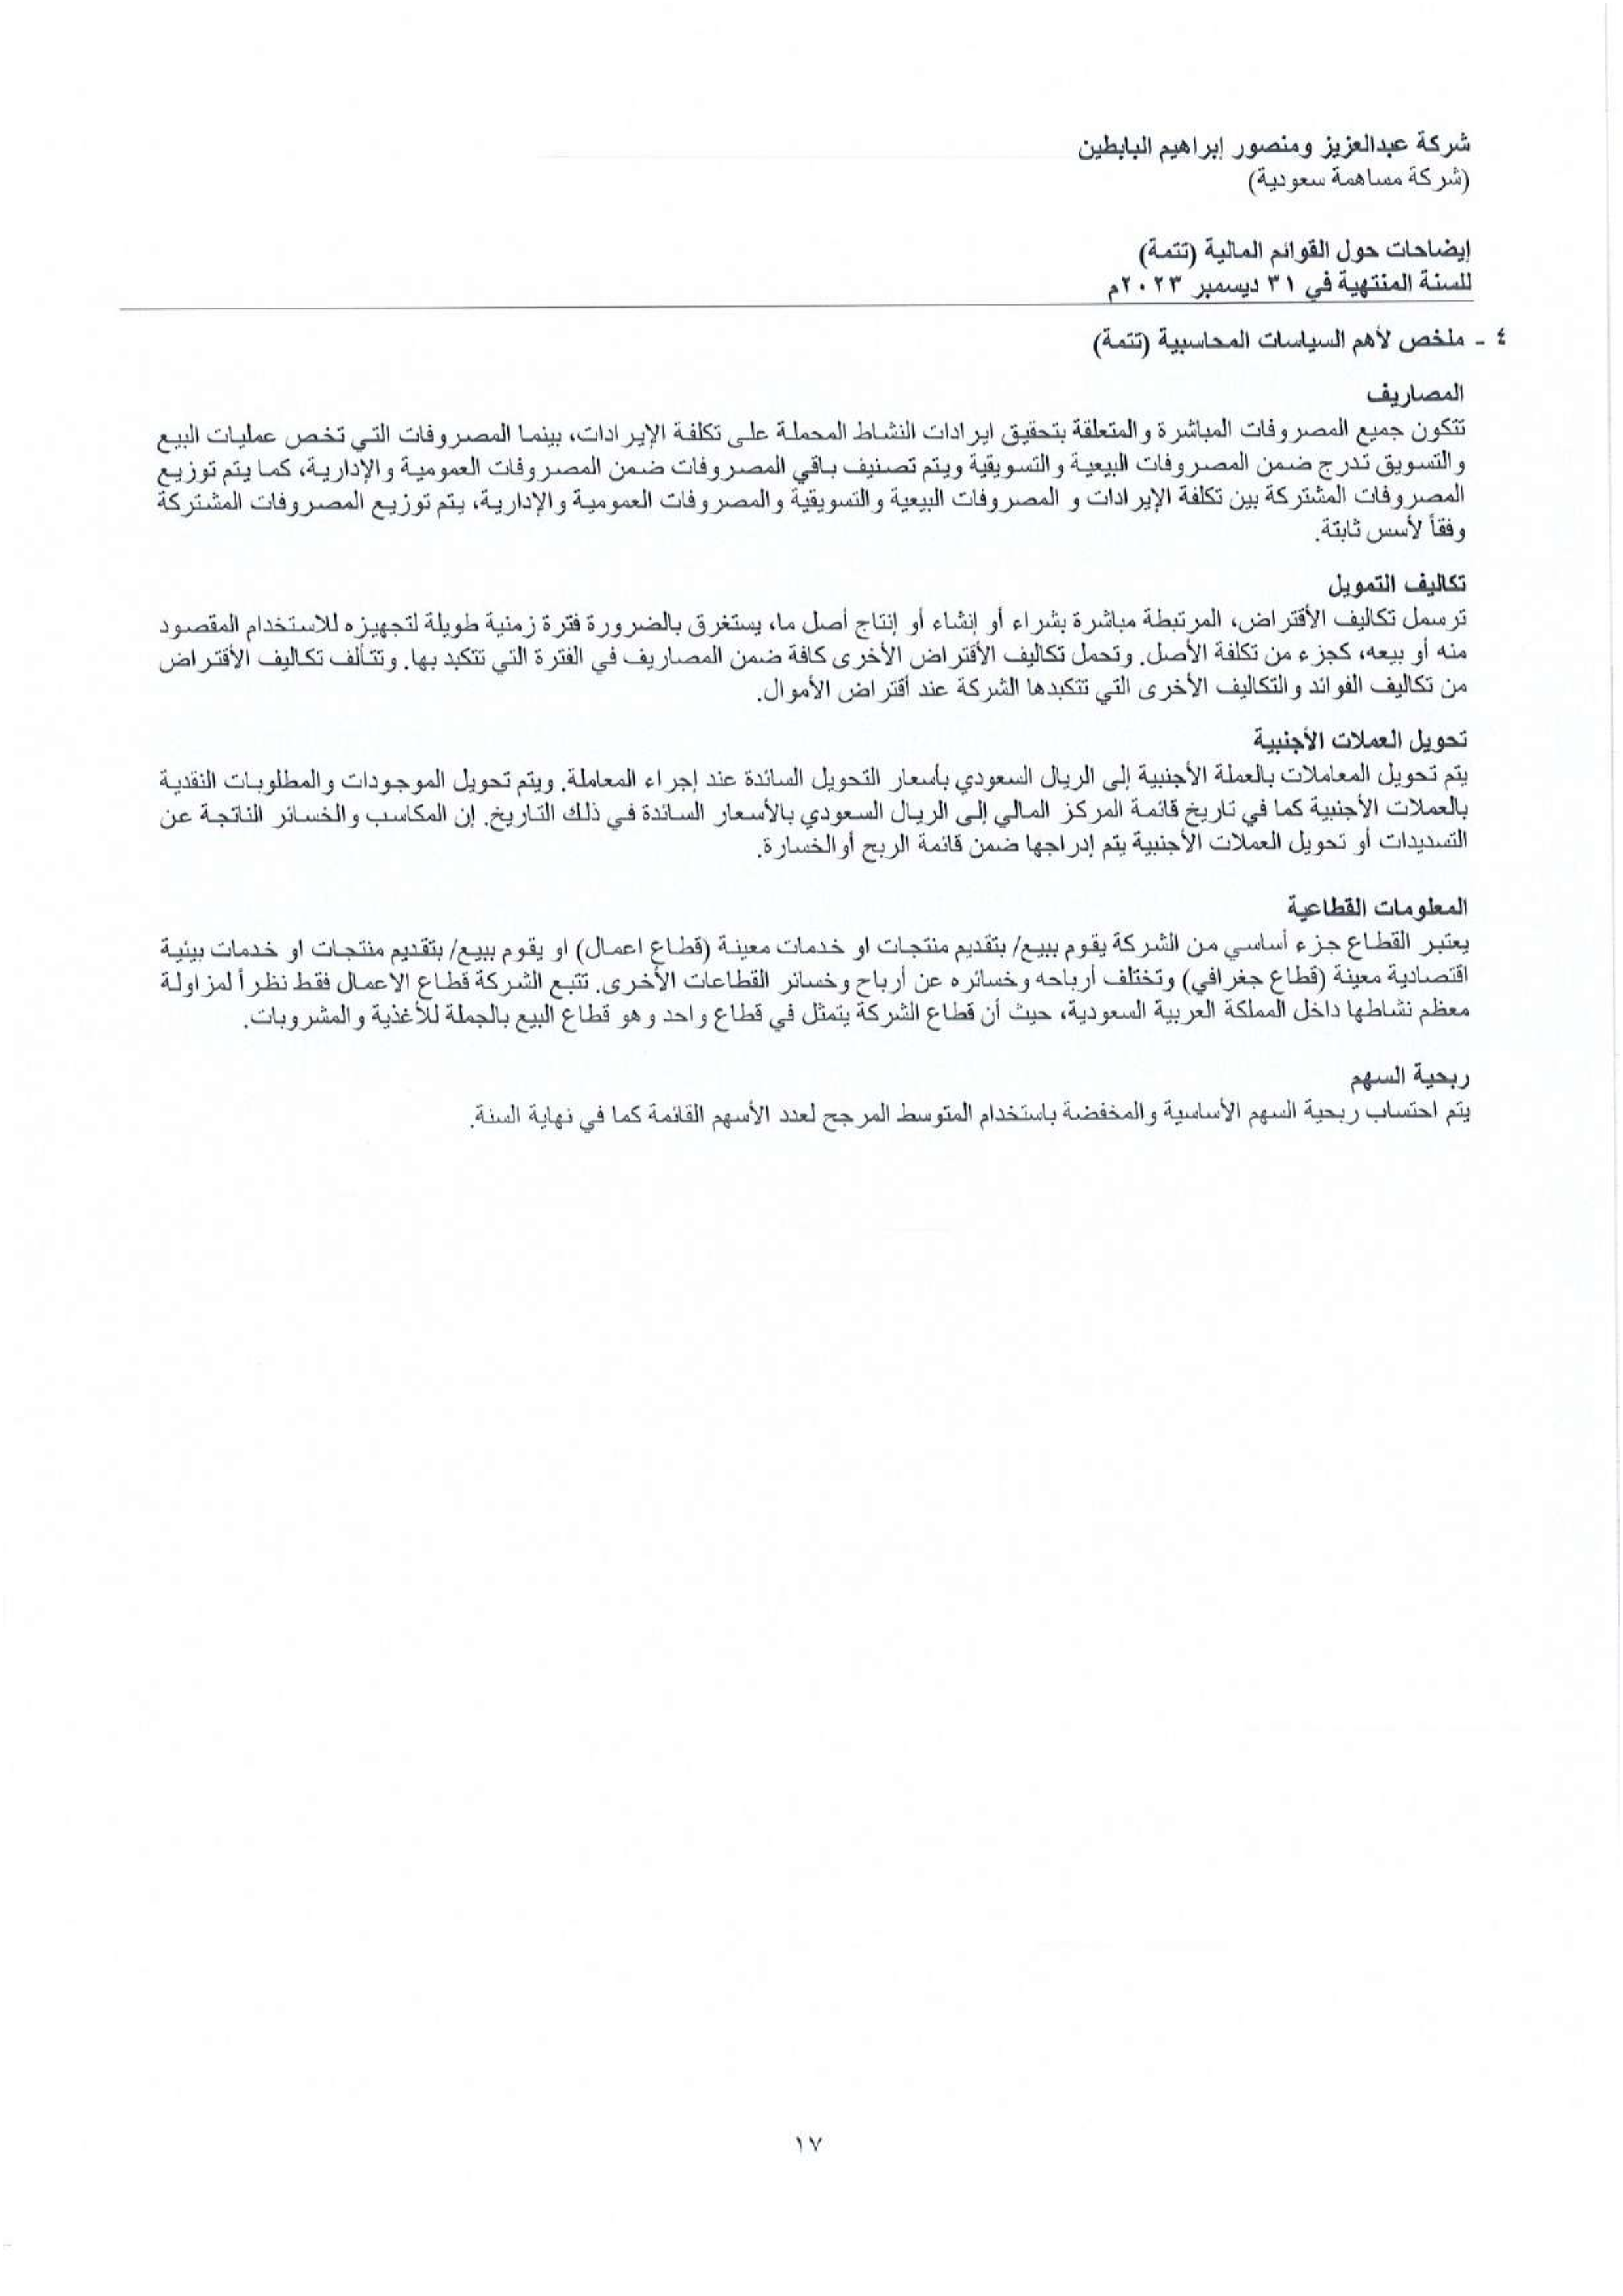 شركة عبدالعزيز ومنصور إبراهيم البابطين
(شركة مساهمة سعودية)
إيضاحات حول القوائم المالية (تتمة)
للسنة المنتهية في ٣١ ديسمبر ٢٠٢٣م
٤ - ملخص لأهم السياسات المحاسبية (تتمة)
المصاريف
تتكون جميع المصروفات المباشرة والمتعلقة بتحقيق ايرادات النشاط المحملة على تكلفة الإيرادات، بينما المصروفات التي تخص عمليات البيع
والتسويق تدرج ضمن المصروفات البيعية والتسويقية ويتم تصنيف باقي المصروفات ضمن المصروفات العمومية والإدارية، كما يتم توزيع
المصروفات المشتركة بين تكلفة الإيرادات و المصروفات البيعية والتسويقية والمصروفات العمومية والإدارية، يتم توزيع المصروفات المشتركة
وفقاً لأسس ثابتة.
تكاليف التمويل
ترسمل تكاليف الأقتراض، المرتبطة مباشرة بشراء أو إنشاء أو إنتاج أصل ما، يستغرق بالضرورة فترة زمنية طويلة لتجهيزه للاستخدام المقصود
منه أو بيعه، كجزء من تكلفة الأصل. وتحمل تكاليف الأقتراض الأخرى كافة ضمن المصاريف في الفترة التي تتكبد بها. وتتألف تكاليف الأقتراض
من تكاليف الفوائد والتكاليف الأخرى التي تتكبدها الشركة عند أقتراض الأموال.
تحويل العملات الأجنبية
يتم تحويل المعاملات بالعملة الأجنبية إلى الريال السعودي بأسعار التحويل السائدة عند إجراء المعاملة. ويتم تحويل الموجودات والمطلوبات النقدية
بالعملات الأجنبية كما في تاريخ قائمة المركز المالي إلى الريال السعودي بالأسعار السائدة في ذلك التاريخ. إن المكاسب والخسائر الناتجة عن
التسديدات أو تحويل العملات الأجنبية يتم إدراجها ضمن قائمة الربح أوالخسارة.
المعلومات القطاعية
يعتبر القطاع جزء أساسي من الشركة يقوم ببيع/ بتقديم منتجات او خدمات معينة (قطاع اعمال) او يقوم ببيع/ بتقديم منتجات او خدمات بيئية
اقتصادية معينة (قطاع جغرافي) وتختلف أرباحه وخسائره عن أرباح وخسائر القطاعات الأخرى. تتبع الشركة قطاع الاعمال فقط نظراً لمزاولة
معظم نشاطها داخل المملكة العربية السعودية، حيث أن قطاع الشركة يتمثل في قطاع واحد وهو قطاع البيع بالجملة للأغذية والمشروبات.
ربحية السهم
يتم احتساب ربحية السهم الأساسية والمخفضة باستخدام المتوسط المرجح لعدد الأسهم القائمة كما في نهاية السنة.
١٧